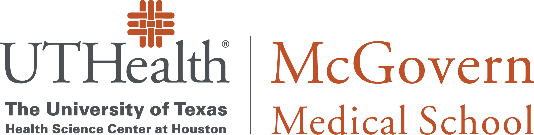 UTHealth®
The University of Texas
Health Science Center at Houston
McGovern
Medical School